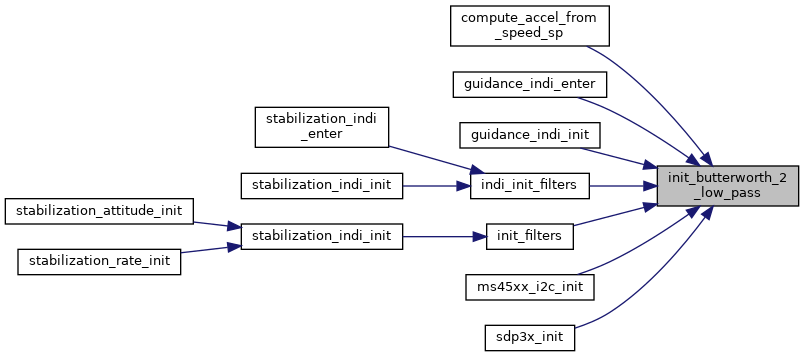 compute_accel_from
_speed_sp
guidance_indi_enter
stabilization_indi
_enter
guidance_indi_init
init_butterworth_2
_low_pass
stabilization_indi_init
indi_init_filters
stabilization_attitude_init
stabilization_indi_init
init_filters
stabilization_rate_init
ms45xx_i2c_init
sdp3x_init